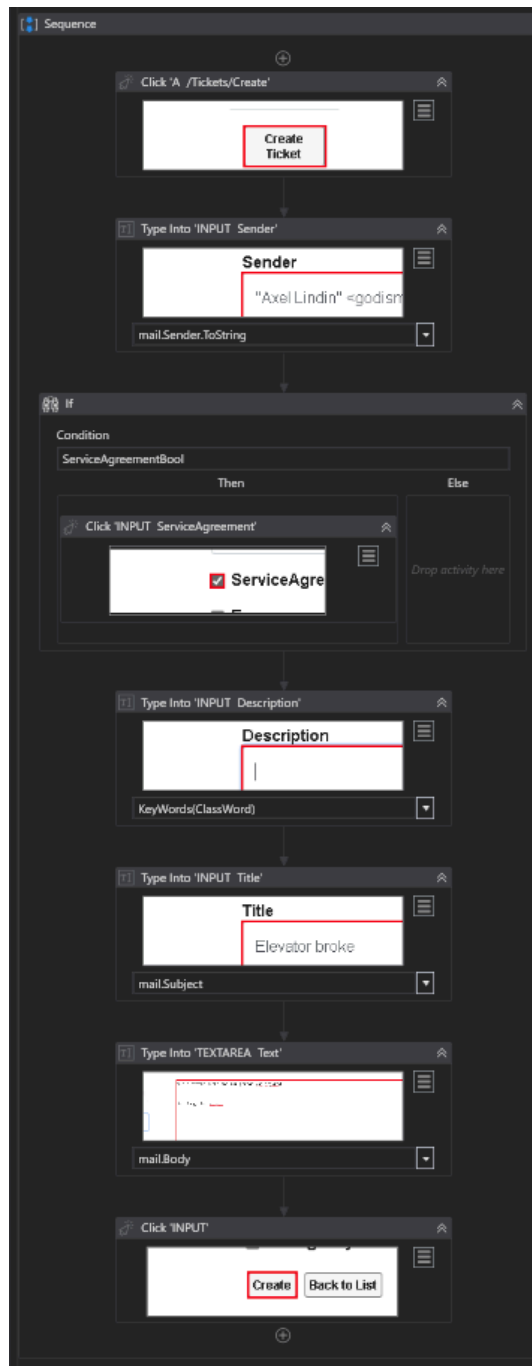 Sequence
Click 'A /Tickets/Create'
Create
Ticket
Type Into 'INPUT Sender'
Sender
"Axel Lindin" <godism
mail.Sender.ToString
If
Condition
ServiceAgreementBool
Then
Else
Click 'INPUT ServiceAgreement'
ServiceAgre
Drop activity here
Type Into 'INPUT Description'
Description
KeyWords(ClassWord)
Type Into 'INPUT Title'
Title
Elevator broke
mail.Subject
Type Into 'TEXTAREA Text'
mail.Body
Click 'INPUT'
Create
Back to List